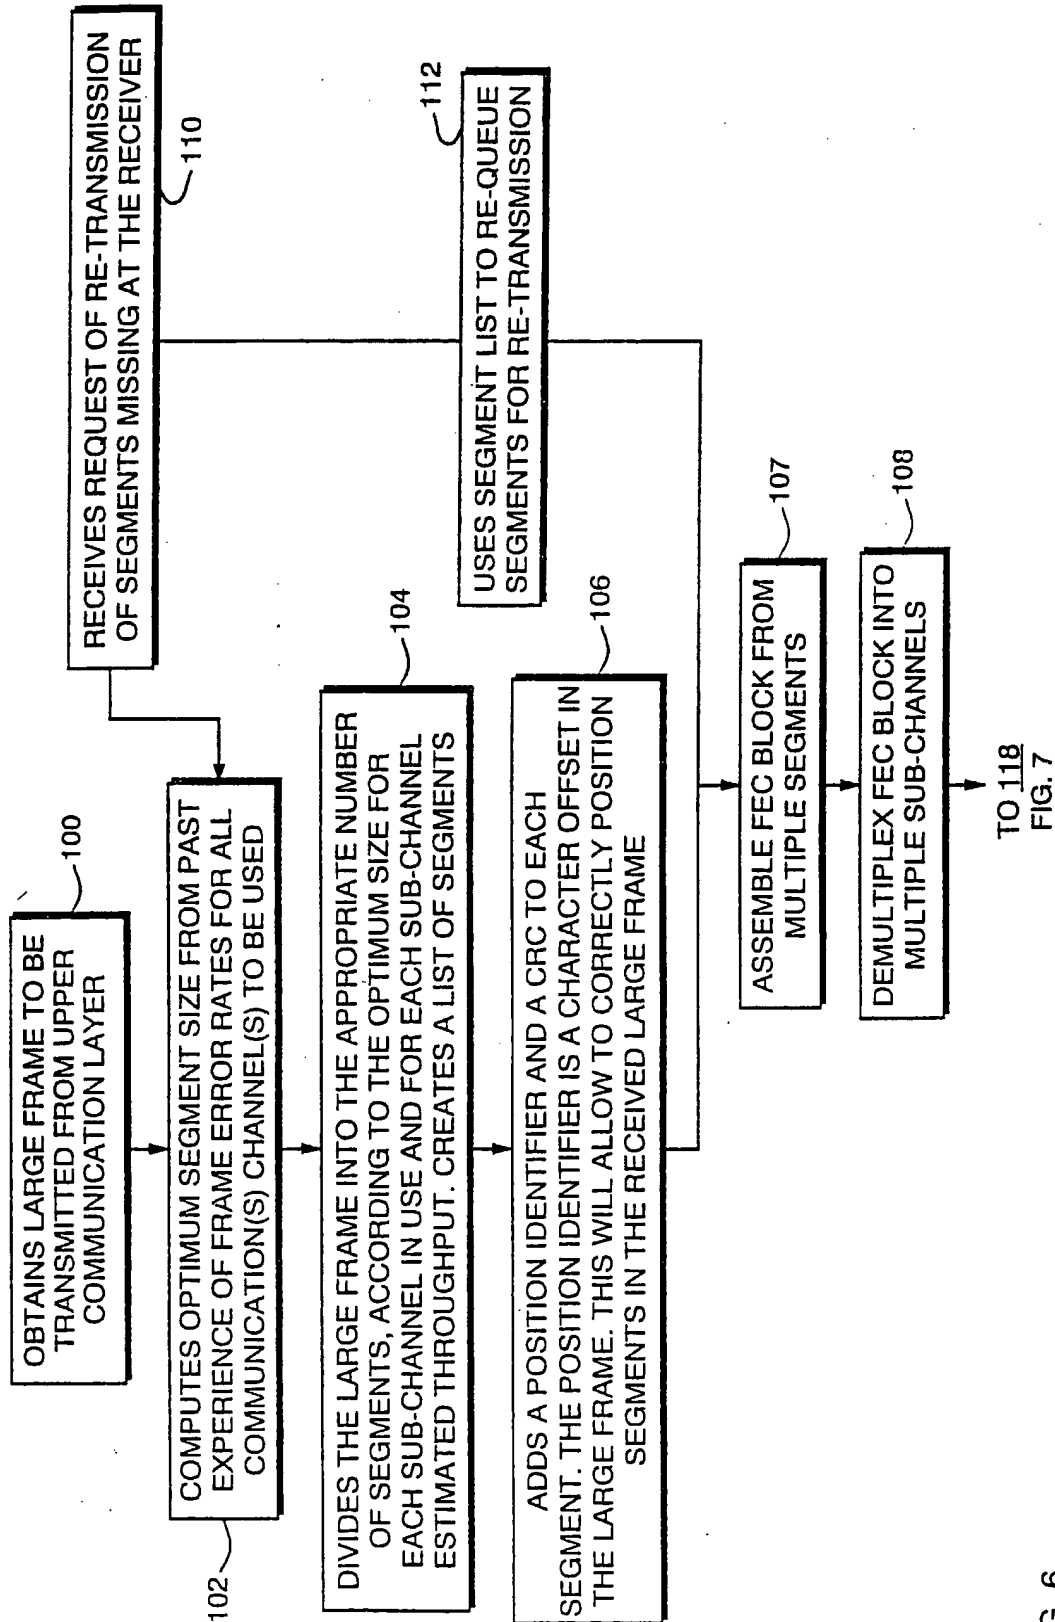 OBTAINS LARGE FRAME TO BE
TRANSMITTED FROM UPPER
COMMUNICATION LAYER
100
COMPUTES OPTIMUM SEGMENT SIZE FROM PAST
EXPERIENCE OF FRAME ERROR RATES FOR ALL
COMMUNICATION(S) CHANNEL(S) TO BE USED
102
DIVIDES THE LARGE FRAME INTO THE APPROPRIATE NUMBER
OF SEGMENTS, ACCORDING TO THE OPTIMUM SIZE FOR
EACH SUB-CHANNEL IN USE AND FOR EACH SUB-CHANNEL
ESTIMATED THROUGHPUT. CREATES A LIST OF SEGMENTS
104
ADDS A POSITION IDENTIFIER AND A CRC TO EACH
SEGMENT. THE POSITION IDENTIFIER IS A CHARACTER OFFSET IN
THE LARGE FRAME. THIS WILL ALLOW TO CORRECTLY POSITION
SEGMENTS IN THE RECEIVED LARGE FRAME
106
RECEIVES REQUEST OF RE-TRANSMISSION
OF SEGMENTS MISSING AT THE RECEIVER
110
USES SEGMENT LIST TO RE-QUEUE
SEGMENTS FOR RE-TRANSMISSION
112
ASSEMBLE FEC BLOCK FROM
MULTIPLE SEGMENTS
107
DEMULTIPLEX FEC BLOCK INTO
MULTIPLE SUB-CHANNELS
108
TO 118
FIG. 7